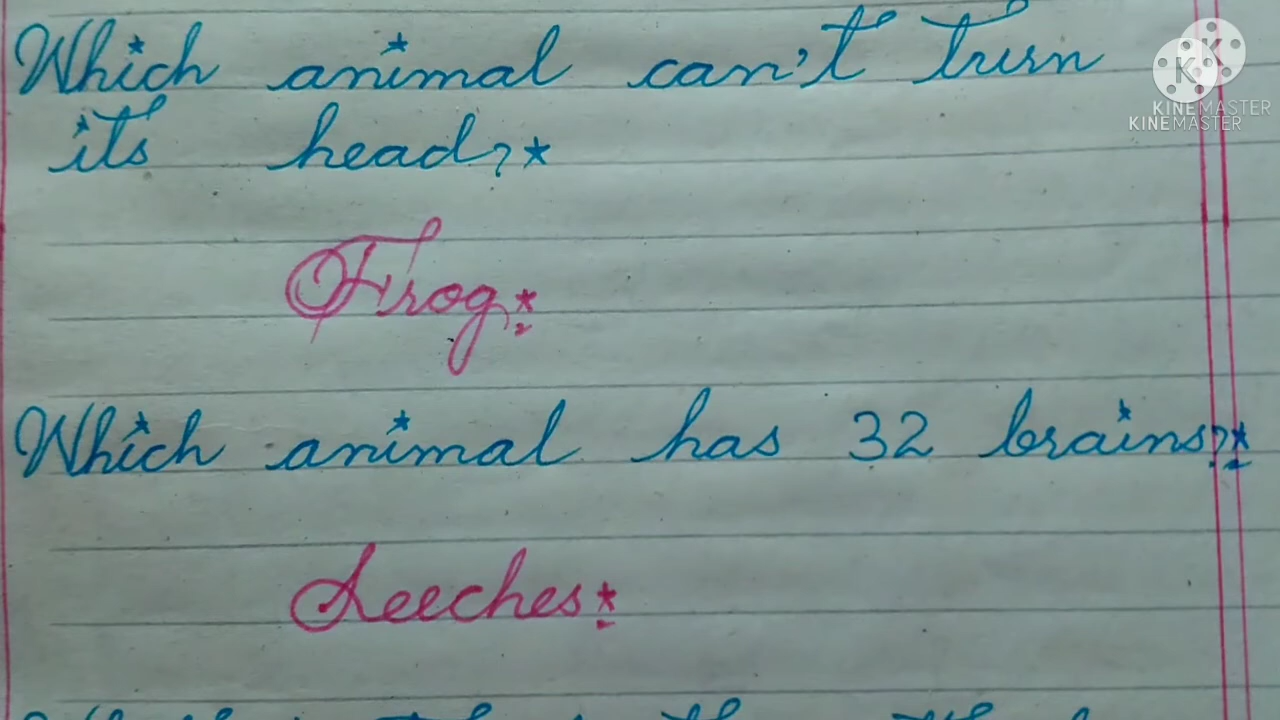 Which animal can't turn
its head?
Frog
Which animal has 32 brains?
Leeches
KINEMASTER
KINEMASTER